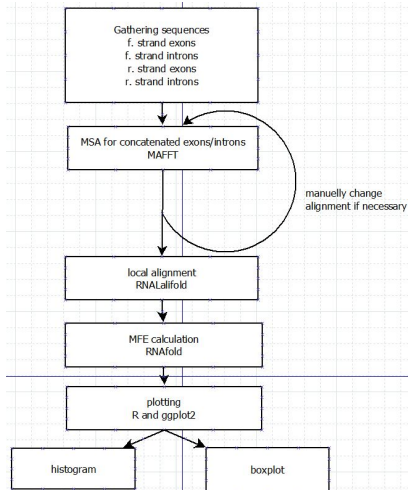 Gathering sequences
f. strand exons
f. strand introns
r. strand exons
r. strand introns
MSA for concatenated exons/introns
MAFFT
manuelly change
alignment if necessary
local alignment
RNALalifold
MFE calculation
RNAfold
plotting
R and ggplot2
histogram
boxplot